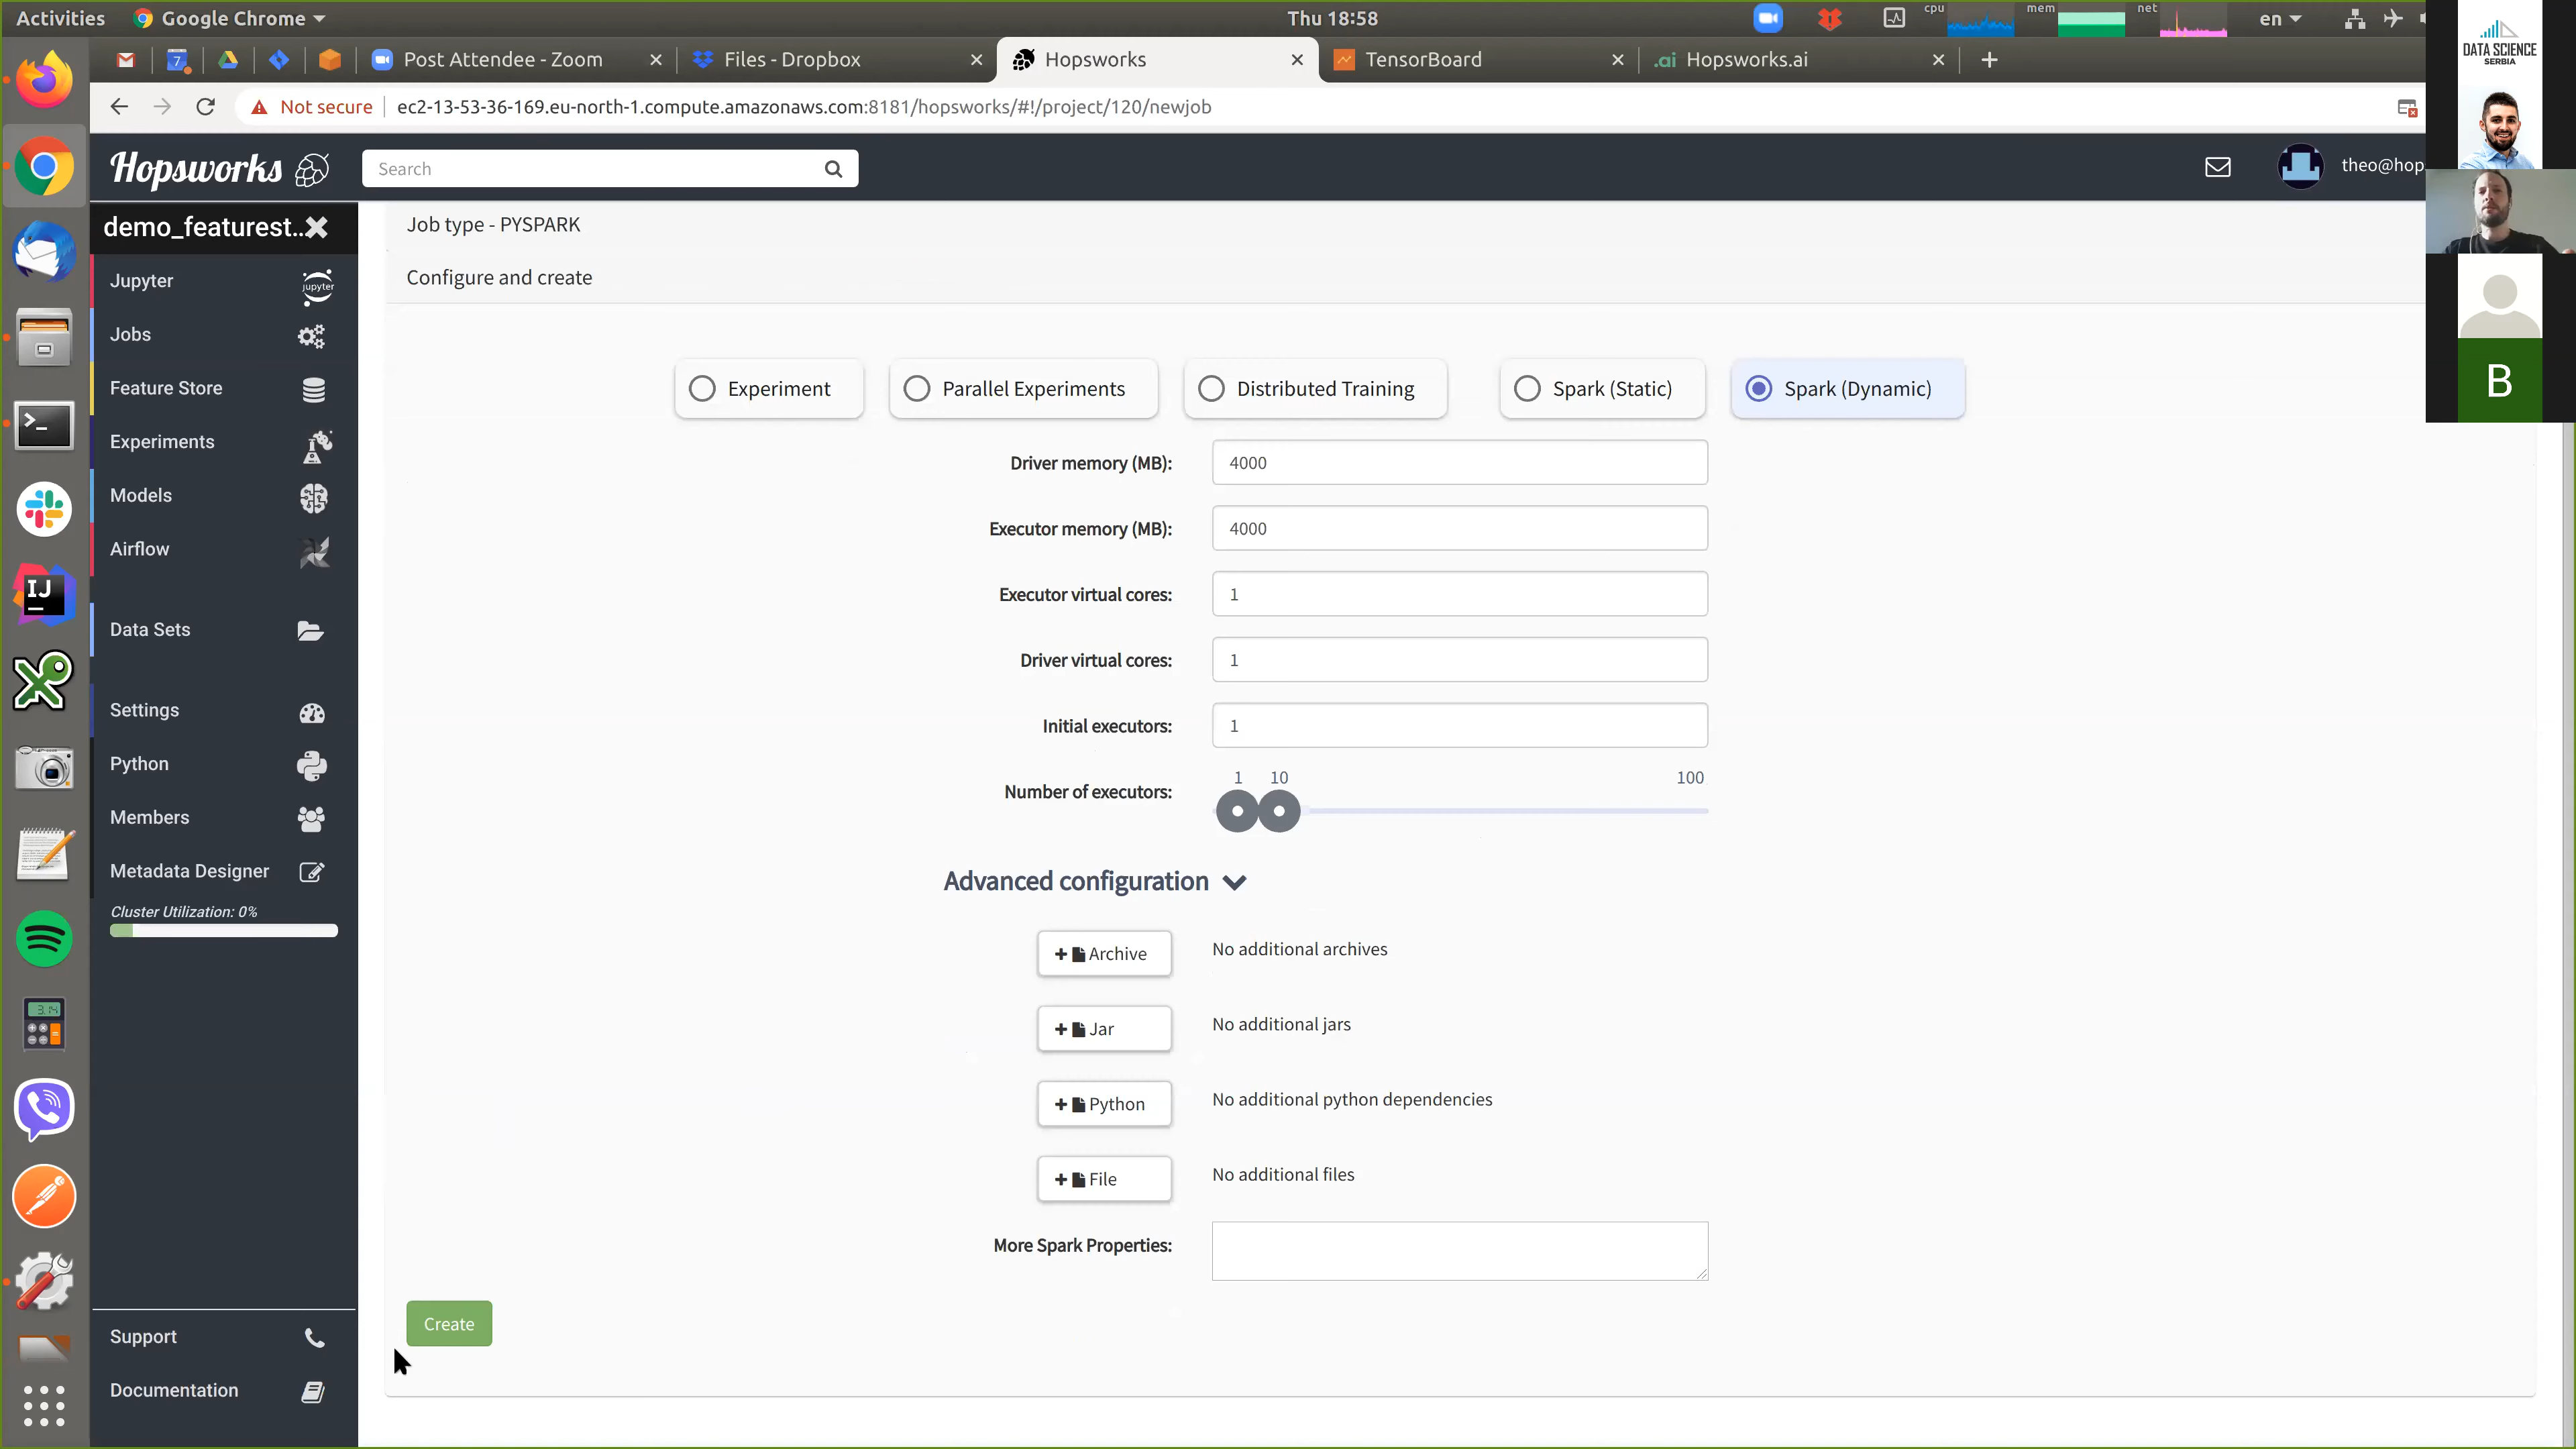 Activities Google Chrome Thu 18:58 cpu mem net en
7 Post Attendee - Zoom Files - Dropbox Hopsworks TensorBoard .ai Hopsworks.ai
Not secure ec2-13-53-36-169.eu-north-1.compute.amazonaws.com:8181/hopsworks/#!/project/120/newjob
DATA SCIENCE
SERBIA
Hopsworks Search theo@hop
demo_featurest..
Jupyter
jupyter
Jobs
Feature Store
Experiments
Models
Airflow
Data Sets
Settings
Python
Members
Metadata Designer
Cluster Utilization: 0%
Support
Documentation
Job type - PYSPARK
Configure and create
Experiment Parallel Experiments Distributed Training Spark (Static) Spark (Dynamic)
Driver memory (MB): 4000
Executor memory (MB): 4000
Executor virtual cores: 1
Driver virtual cores: 1
Initial executors: 1
Number of executors: 1 10 100
Advanced configuration
Archive No additional archives
Jar No additional jars
Python No additional python dependencies
File No additional files
More Spark Properties:
Create
B
IJ
3.14